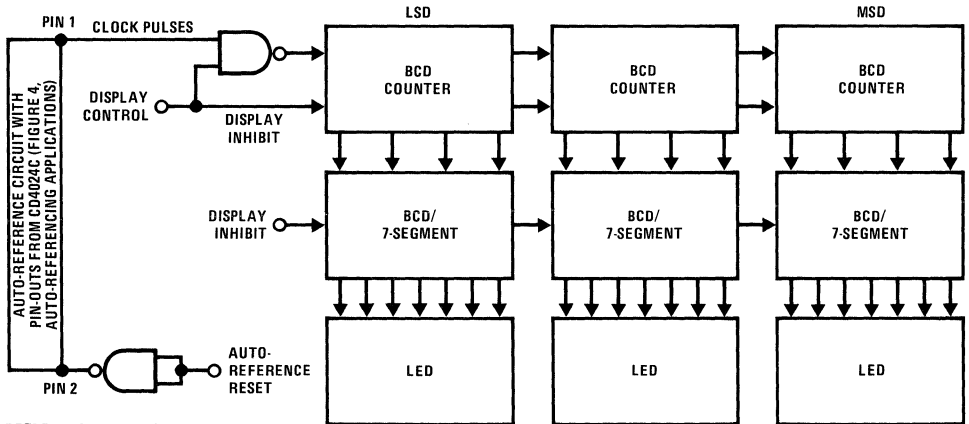 PIN 1
CLOCK PULSES
LSD
MSD
AUTO-REFERENCE CIRCUIT WITH
PIN-OUTS FROM CD4024C (FIGURE 4,
AUTO-REFERENCING APPLICATIONS)
DISPLAY
CONTROL
DISPLAY
INHIBIT
BCD
COUNTER
BCD
COUNTER
BCD
COUNTER
DISPLAY
INHIBIT
BCD/
7-SEGMENT
BCD/
7-SEGMENT
BCD/
7-SEGMENT
AUTO-
REFERENCE
RESET
PIN 2
LED
LED
LED